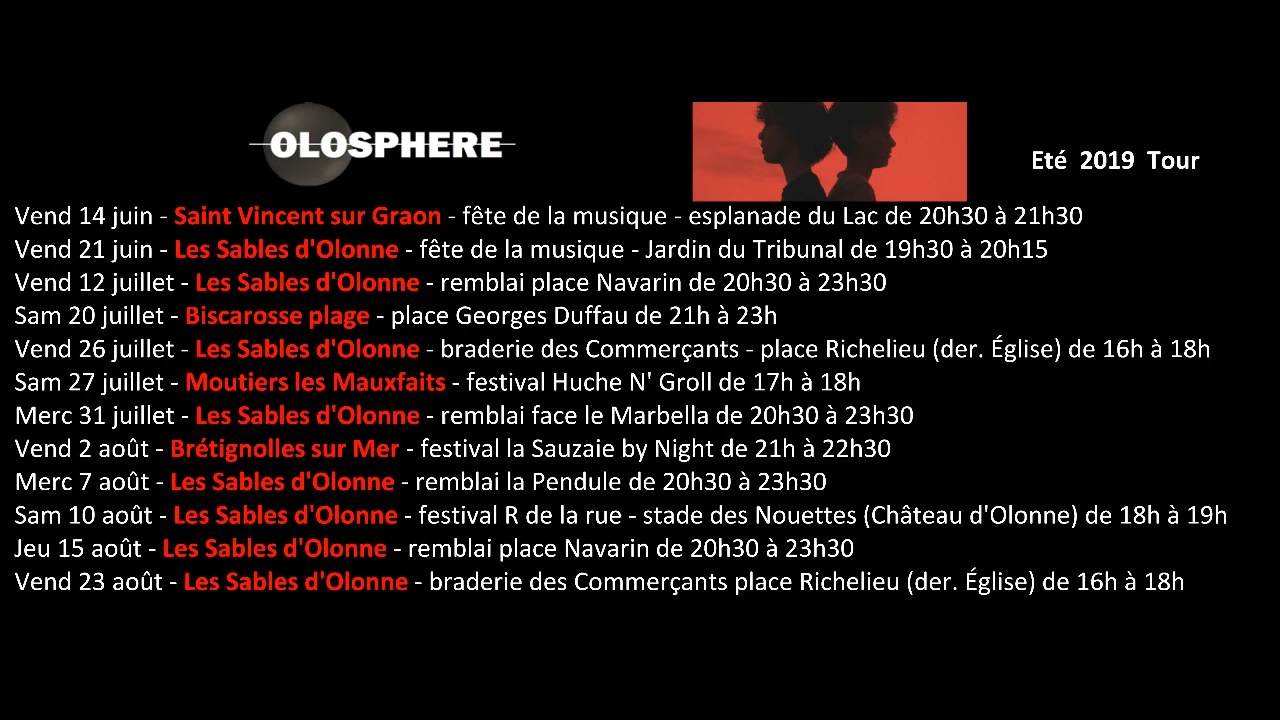 OLOSPHERE
Eté 2019 Tour
Vend 14 juin - Saint Vincent sur Graon - fête de la musique - esplanade du Lac de 20h30 à 21h30
Vend 21 juin - Les Sables d'Olonne - fête de la musique - Jardin du Tribunal de 19h30 à 20h15
Vend 12 juillet - Les Sables d'Olonne - remblai place Navarin de 20h30 à 23h30
Sam 20 juillet - Biscarosse plage - place Georges Duffau de 21h à 23h
Vend 26 juillet - Les Sables d'Olonne - braderie des Commerçants - place Richelieu (der. Église) de 16h à 18h
Sam 27 juillet - Moutiers les Mauxfaits - festival Huche N' Groll de 17h à 18h
Merc 31 juillet - Les Sables d'Olonne - remblai face le Marbella de 20h30 à 23h30
Vend 2 août - Brétignolles sur Mer - festival la Sauzaie by Night de 21h à 22h30
Merc 7 août - Les Sables d'Olonne - remblai la Pendule de 20h30 à 23h30
Sam 10 août - Les Sables d'Olonne - festival R de la rue - stade des Nouettes (Château d'Olonne) de 18h à 19h
Jeu 15 août - Les Sables d'Olonne - remblai place Navarin de 20h30 à 23h30
Vend 23 août - Les Sables d'Olonne - braderie des Commerçants place Richelieu (der. Église) de 16h à 18h